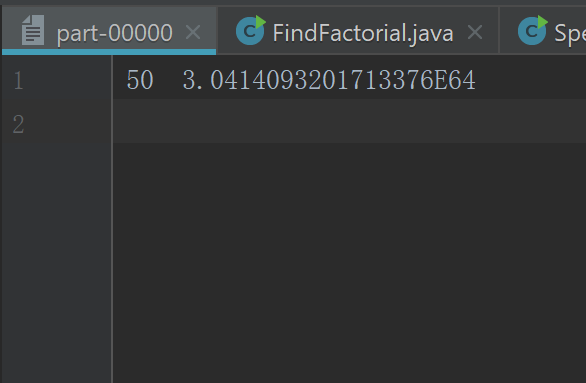 part-00000 FindFactorial.java Spe
1 50 3.0414093201713376E64
2